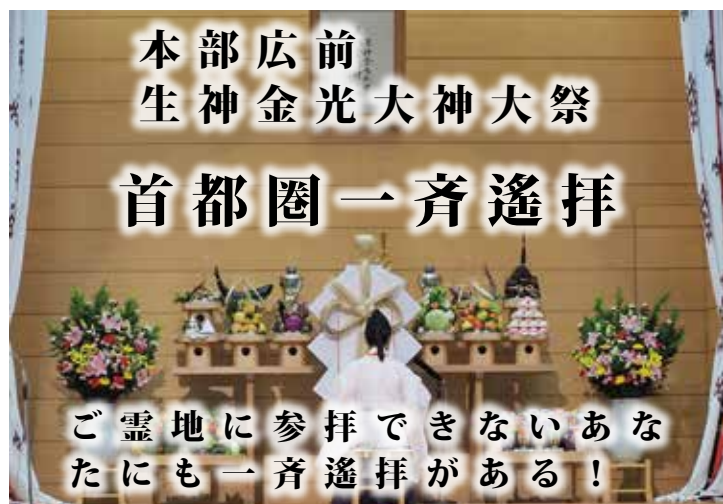 本部広前
生神金光大神大祭
首都圏一斉遙拝
ご霊地に参拝できないあな
たにも一斉遙拝がある！